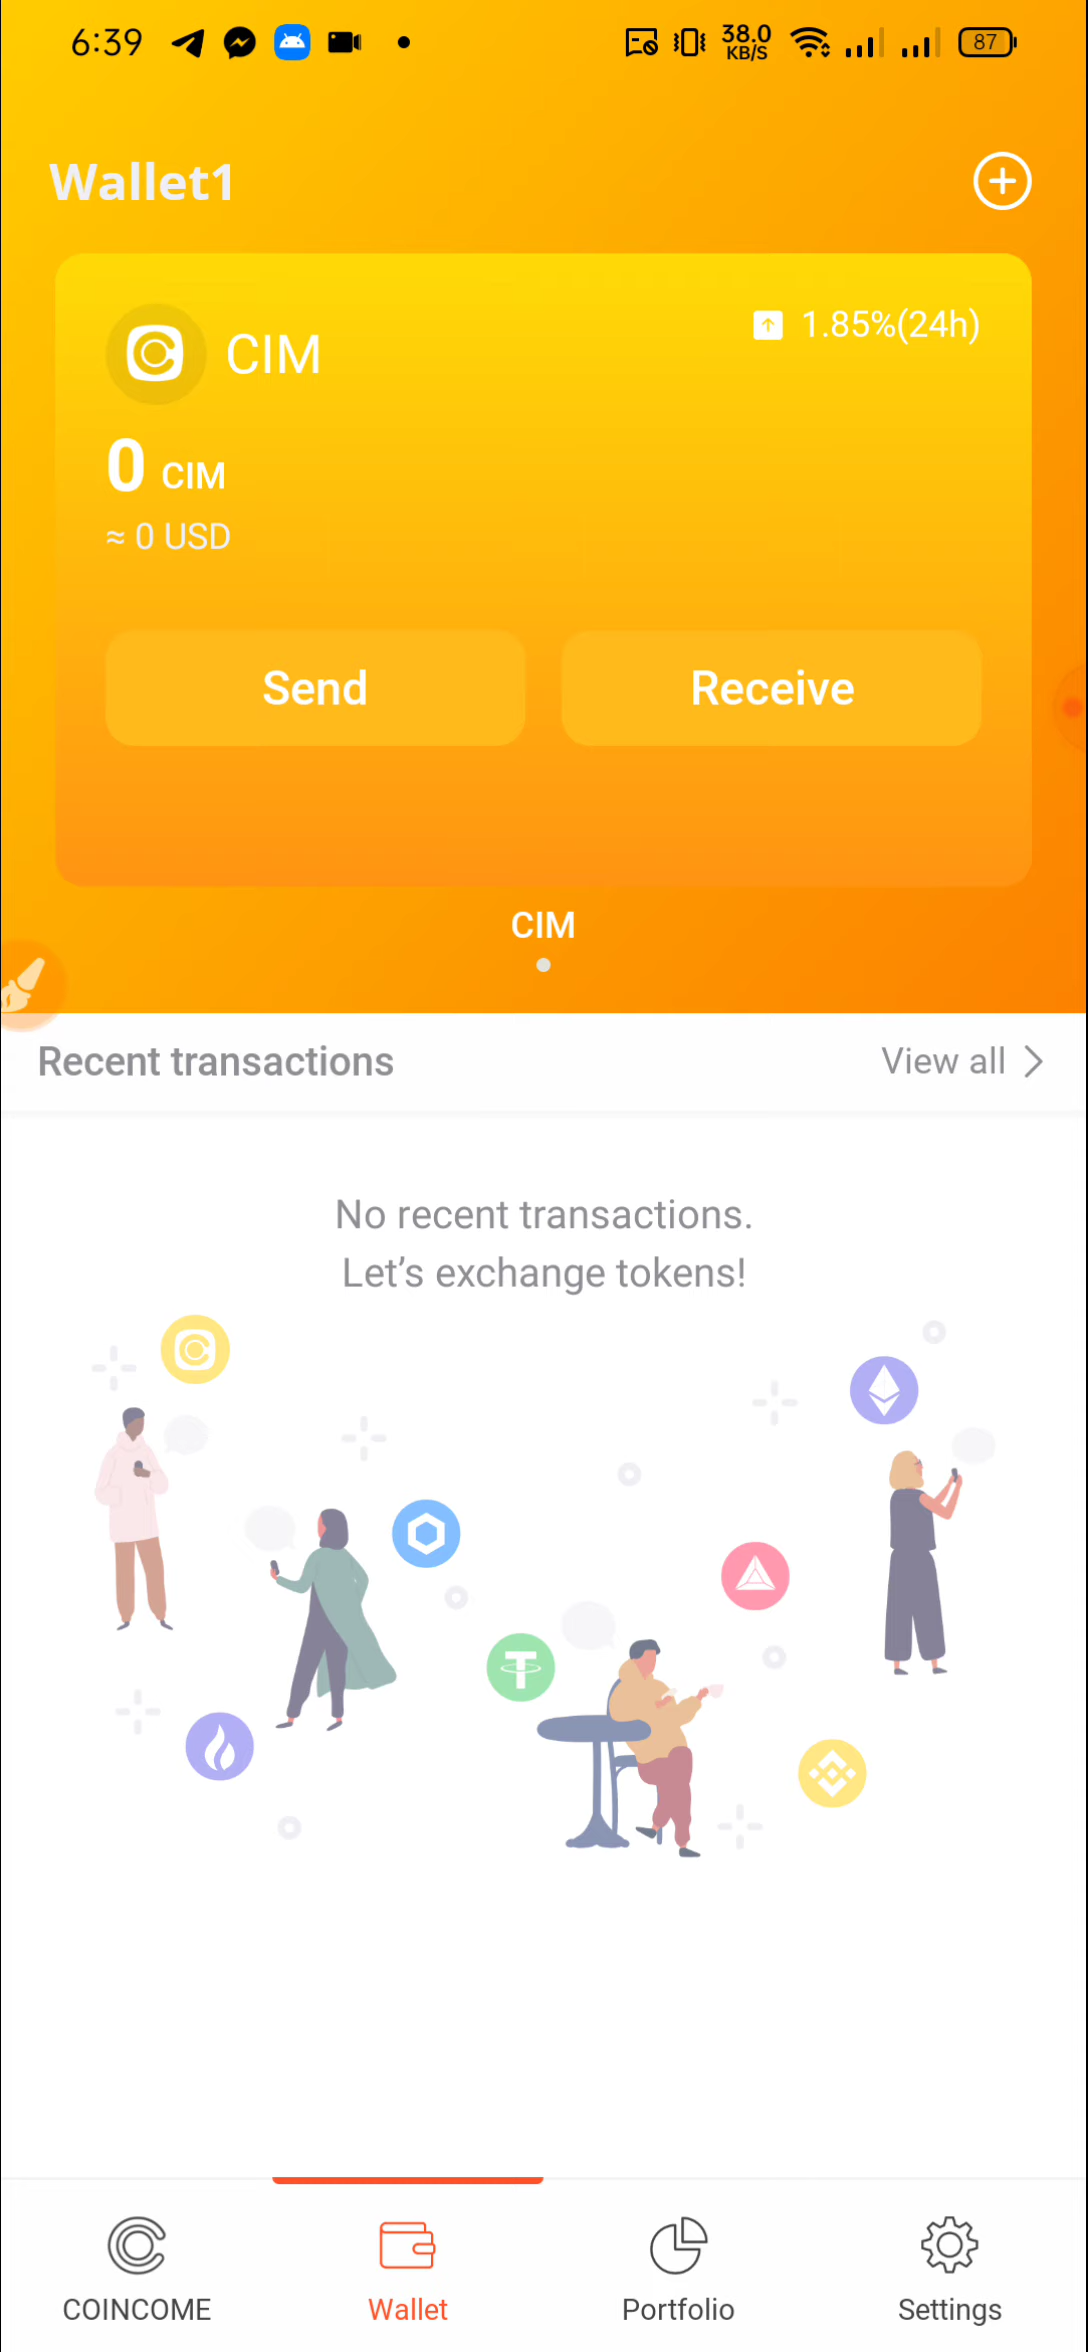 6:39
38.0
KB/S
87
Wallet1
CIM
1.85%(24h)
0 CIM
≈ 0 USD
Send
Receive
CIM
Recent transactions
View all
No recent transactions.
Let's exchange tokens!
COINCOME
Wallet
Portfolio
Settings